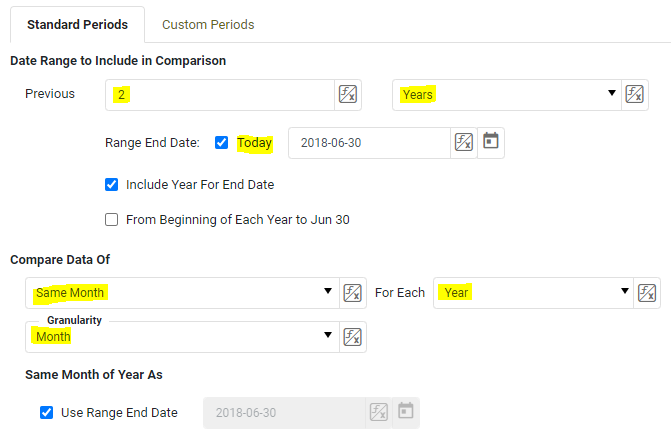 Standard Periods Custom Periods
Date Range to Include in Comparison
Previous 2 Years
Range End Date: Today 2018-06-30
Include Year For End Date
From Beginning of Each Year to Jun 30
Compare Data Of
Same Month For Each Year
Granularity
Month
Same Month of Year As
Use Range End Date 2018-06-30